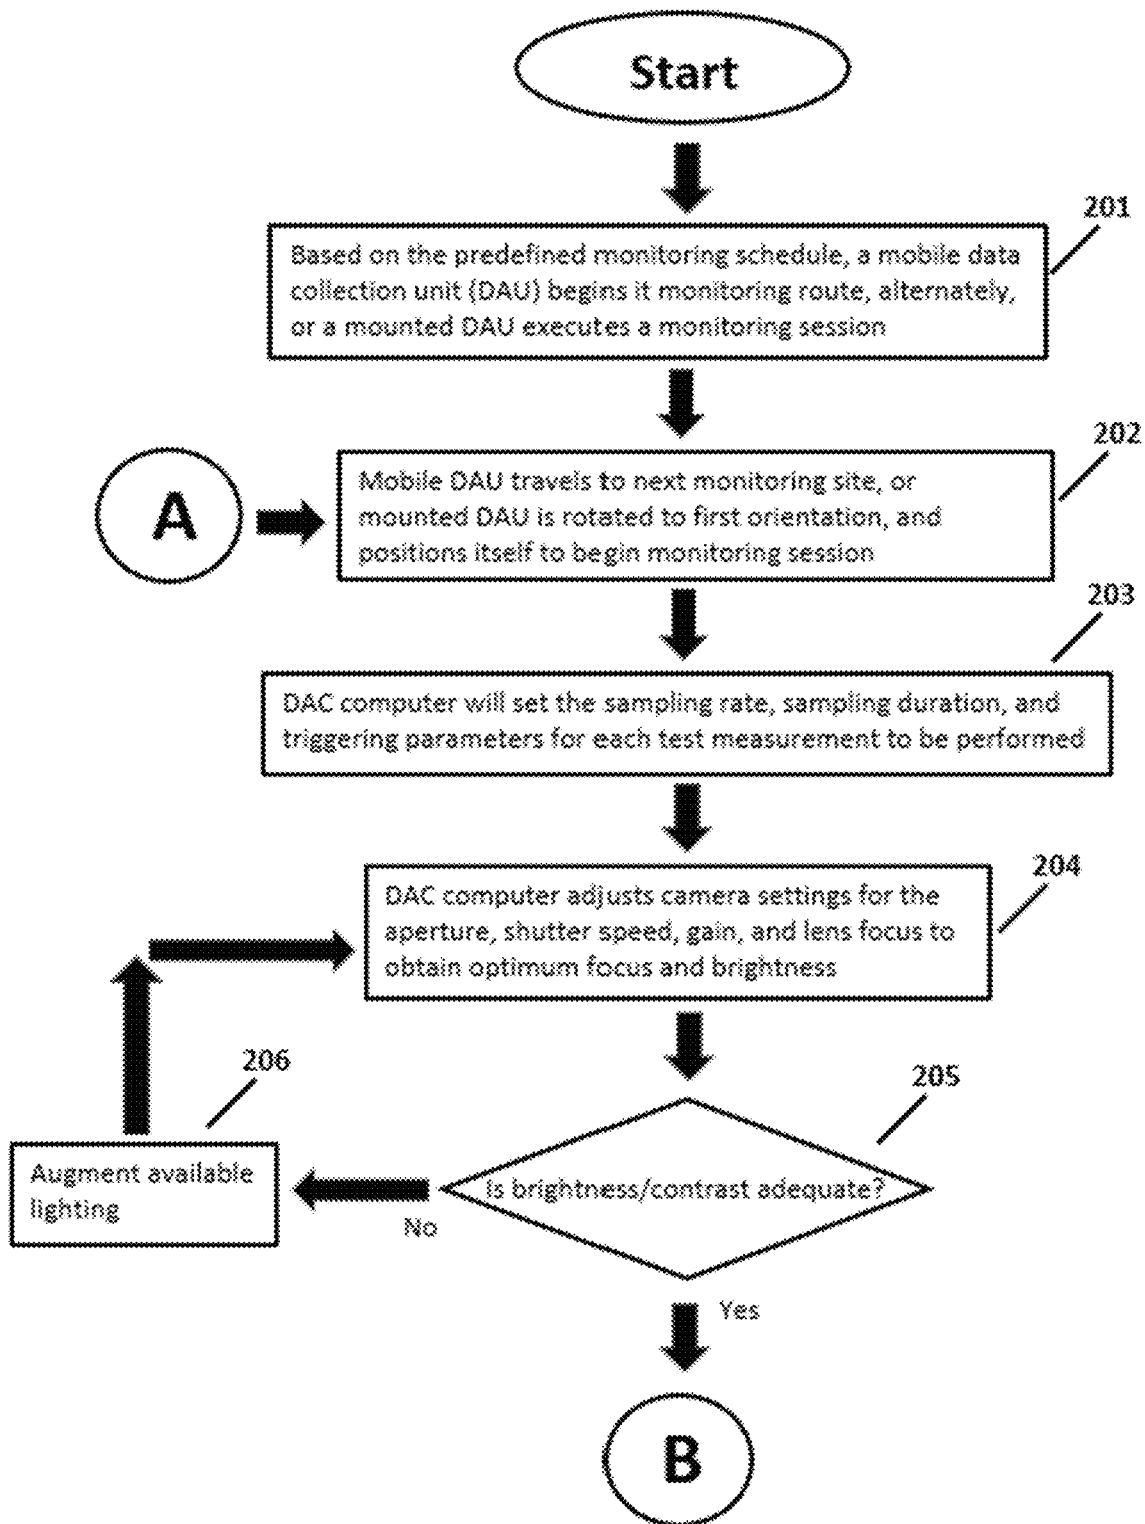 Start
201
Based on the predefined monitoring schedule, a mobile data
collection unit (DAU) begins it monitoring route, alternately,
or a mounted DAU executes a monitoring session
202
A
Mobile DAU travels to next monitoring site, or
mounted DAU is rotated to first orientation, and
positions itself to begin monitoring session
203
DAC computer will set the sampling rate, sampling duration, and
triggering parameters for each test measurement to be performed
204
DAC computer adjusts camera settings for the
aperture, shutter speed, gain, and lens focus to
obtain optimum focus and brightness
206
205
Augment available
lighting
Is brightness/contrast adequate?
No
Yes
B